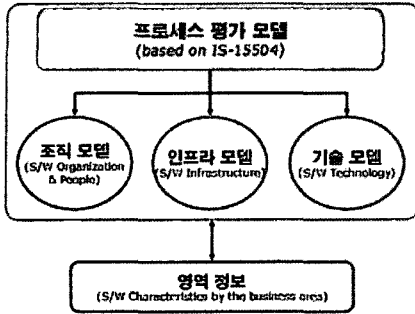 프로세스 평가 모델
(based on IS-15504)
조직 모델
(S/W Organization
& People)
인프라 모델
(S/W Infrastructure)
기술 모델
(S/W Technology)
영역 정보
(S/W Characteristics by the business area)